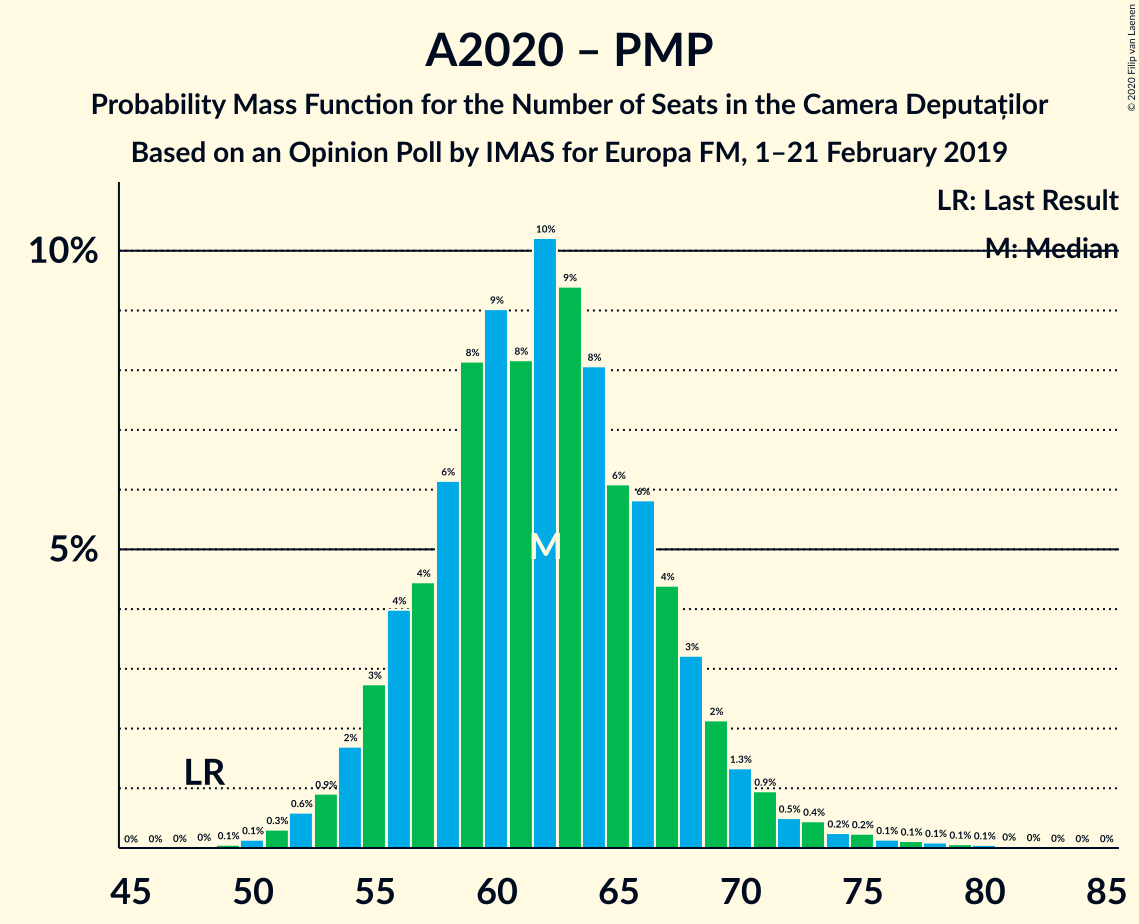 A2020 – PMP
Probability Mass Function for the Number of Seats in the Camera Deputaților
Based on an Opinion Poll by IMAS for Europa FM, 1–21 February 2019
© 2020 Filip van Laenen
LR: Last Result
M: Median
10%
5%
0% 0% 0% 0% 0.1% 0.1% 0.3% 0.6% 0.9% 2% 3% 4% 4% 6% 8% 9% 8% 10% 9% 8% 6% 6% 4% 3% 2% 1.3% 0.9% 0.5% 0.4% 0.2% 0.2% 0.1% 0.1% 0.1% 0.1% 0.1% 0% 0% 0% 0% 0%
M
LR
45 50 55 60 65 70 75 80 85